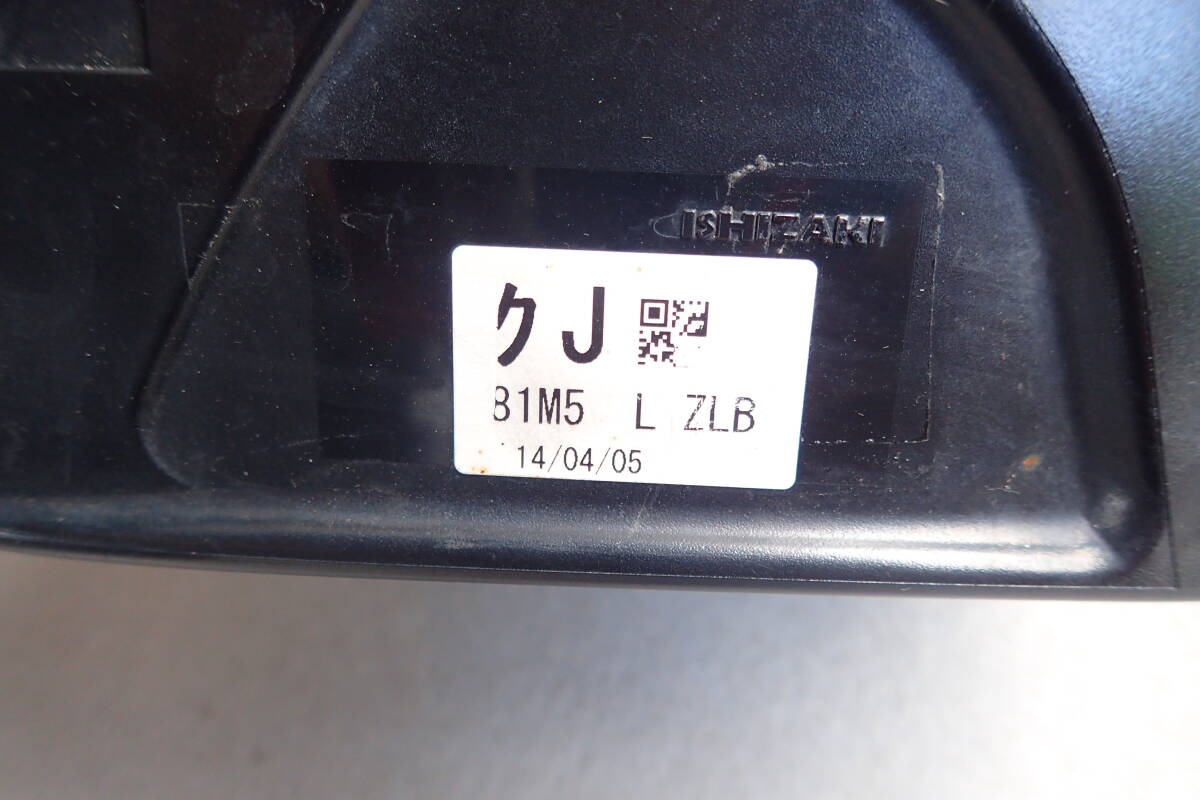 ISHIZAKI
クJ
81M5 L ZLB
14/04/05